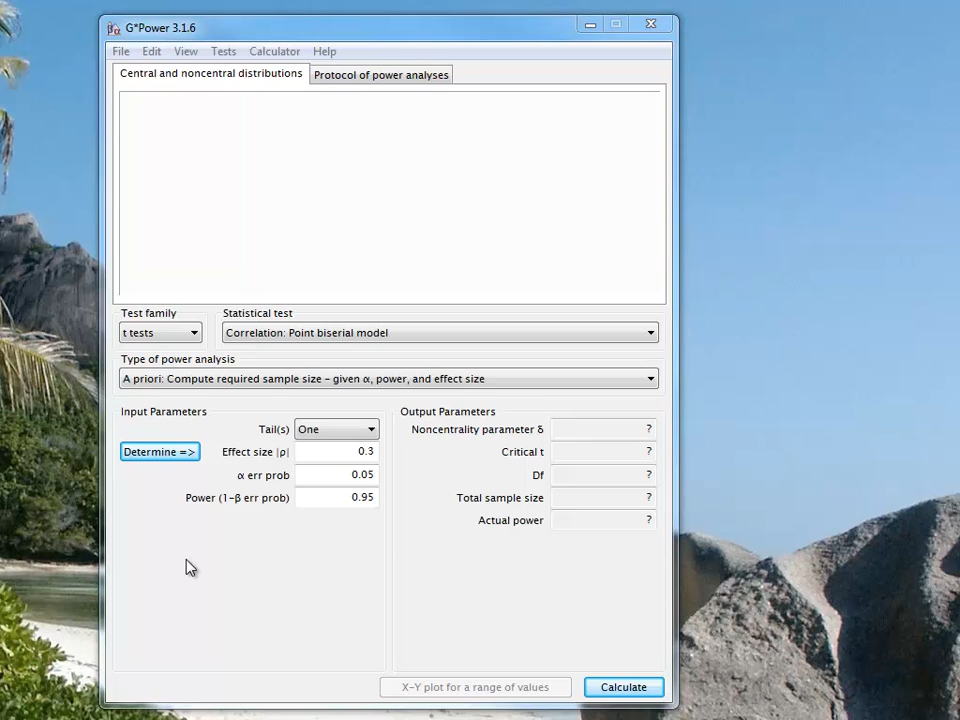 G*Power 3.1.6
File Edit View Tests Calculator Help
Central and noncentral distributions Protocol of power analyses
Test family Statistical test
t tests Correlation: Point biserial model
Type of power analysis
A priori: Compute required sample size - given α, power, and effect size
Input Parameters Output Parameters
Tail(s) One Noncentrality parameter δ ?
Determine => Effect size |ρ| 0.3 Critical t ?
α err prob 0.05 Df ?
Power (1-β err prob) 0.95 Total sample size ?
Actual power ?
X-Y plot for a range of values Calculate